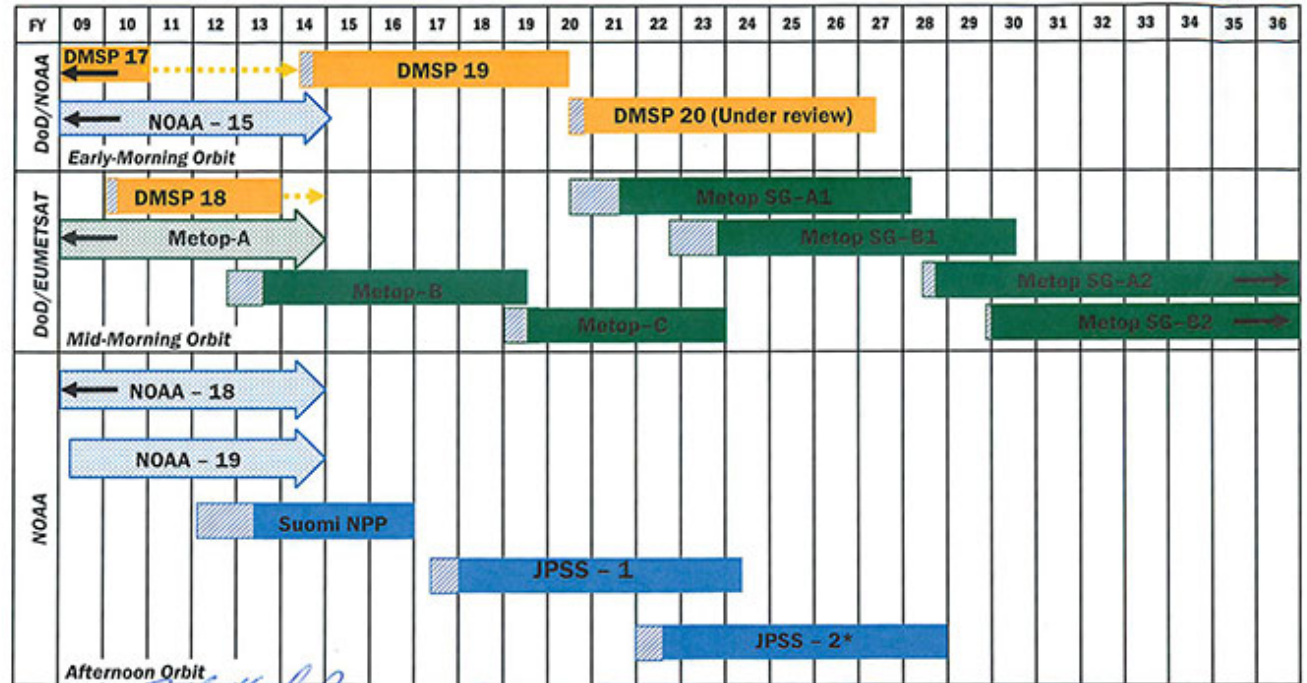 FY 09 10 11 12 13 14 15 16 17 18 19 20 21 22 23 24 25 26 27 28 29 30 31 32 33 34 35 36
DoD/NOAA
DMSP 17
DMSP 19
DMSP 20 (Under review)
NOAA – 15
Early-Morning Orbit
DoD/EUMETSAT
DMSP 18
Metop SG–A1
Metop-A
Metop SG–B1
Metop–B
Metop SG–A2
Metop–C
Metop SG–B2
Mid-Morning Orbit
NOAA
NOAA – 18
NOAA – 19
Suomi NPP
JPSS – 1
JPSS – 2*
Afternoon Orbit